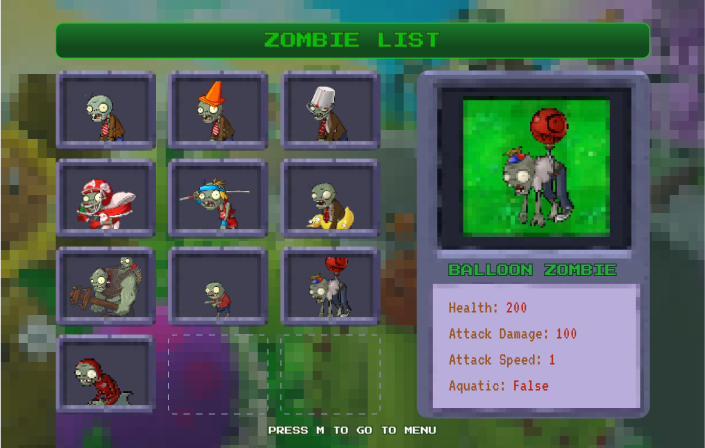 ZOMBIE LIST
BALLOON ZOMBIE
Health: 200
Attack Damage: 100
Attack Speed: 1
Aquatic: False
PRESS M TO GO TO MENU